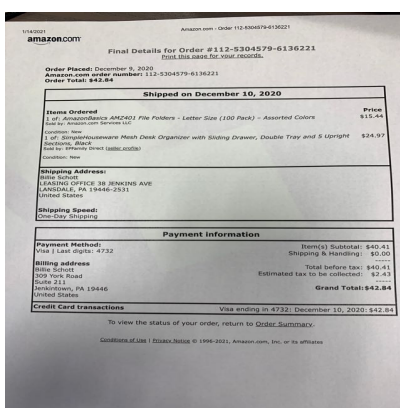 1/14/2021
Amazon.com - Order 112-5304579-6136221
amazon.com
Final Details for Order #112-5304579-6136221
Print this page for your records.
Order Placed: December 9, 2020
Amazon.com order number: 112-5304579-6136221
Order Total: $42.84
Shipped on December 10, 2020
Items Ordered Price
1 of: AmazonBasics AMZ401 File Folders - Letter Size (100 Pack) - Assorted Colors $15.44
Sold by: Amazon.com Services LLC
Condition: New
1 of: SimpleHouseware Mesh Desk Organizer with Sliding Drawer, Double Tray and 5 Upright $24.97
Sections, Black
Sold by: EPFamily Direct (seller profile)
Condition: New
Shipping Address:
Billie Schott
LEASING OFFICE 38 JENKINS AVE
LANSDALE, PA 19446-2531
United States
Shipping Speed:
One-Day Shipping
Payment information
Payment Method:
Visa | Last digits: 4732
Item(s) Subtotal: $40.41
Shipping & Handling: $0.00
-----
Billing address
Billie Schott
309 York Road
Suite 211
Jenkintown, PA 19446
United States
Total before tax: $40.41
Estimated tax to be collected: $2.43
-----
Grand Total: $42.84
Credit Card transactions Visa ending in 4732: December 10, 2020: $42.84
To view the status of your order, return to Order Summary.
Conditions of Use | Privacy Notice © 1996-2021, Amazon.com, Inc. or its affiliates